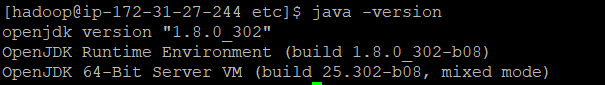 [hadoop@ip-172-31-27-244 etc]$ java -version
openjdk version "1.8.0_302"
OpenJDK Runtime Environment (build 1.8.0_302-b08)
OpenJDK 64-Bit Server VM (build 25.302-b08, mixed mode)